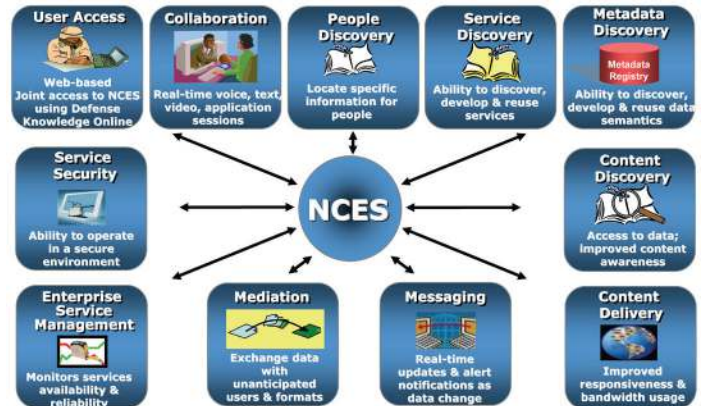 User Access
Web-based
Joint access to NCES
using Defense
Knowledge Online
Collaboration
Real-time voice, text,
video, application
sessions
People
Discovery
Locate specific
information for
people
Service
Discovery
Ability to discover,
develop & reuse
services
Metadata
Discovery
Metadata
Registry
Ability to discover,
develop & reuse data
semantics
Service
Security
Ability to operate
in a secure
environment
NCES
Content
Discovery
Access to data;
improved content
awareness
Enterprise
Service
Management
Monitors services
availability &
reliability
Mediation
Exchange data
with
unanticipated
users & formats
Messaging
Real-time
updates & alert
notifications as
data change
Content
Delivery
Improved
responsiveness &
bandwidth usage